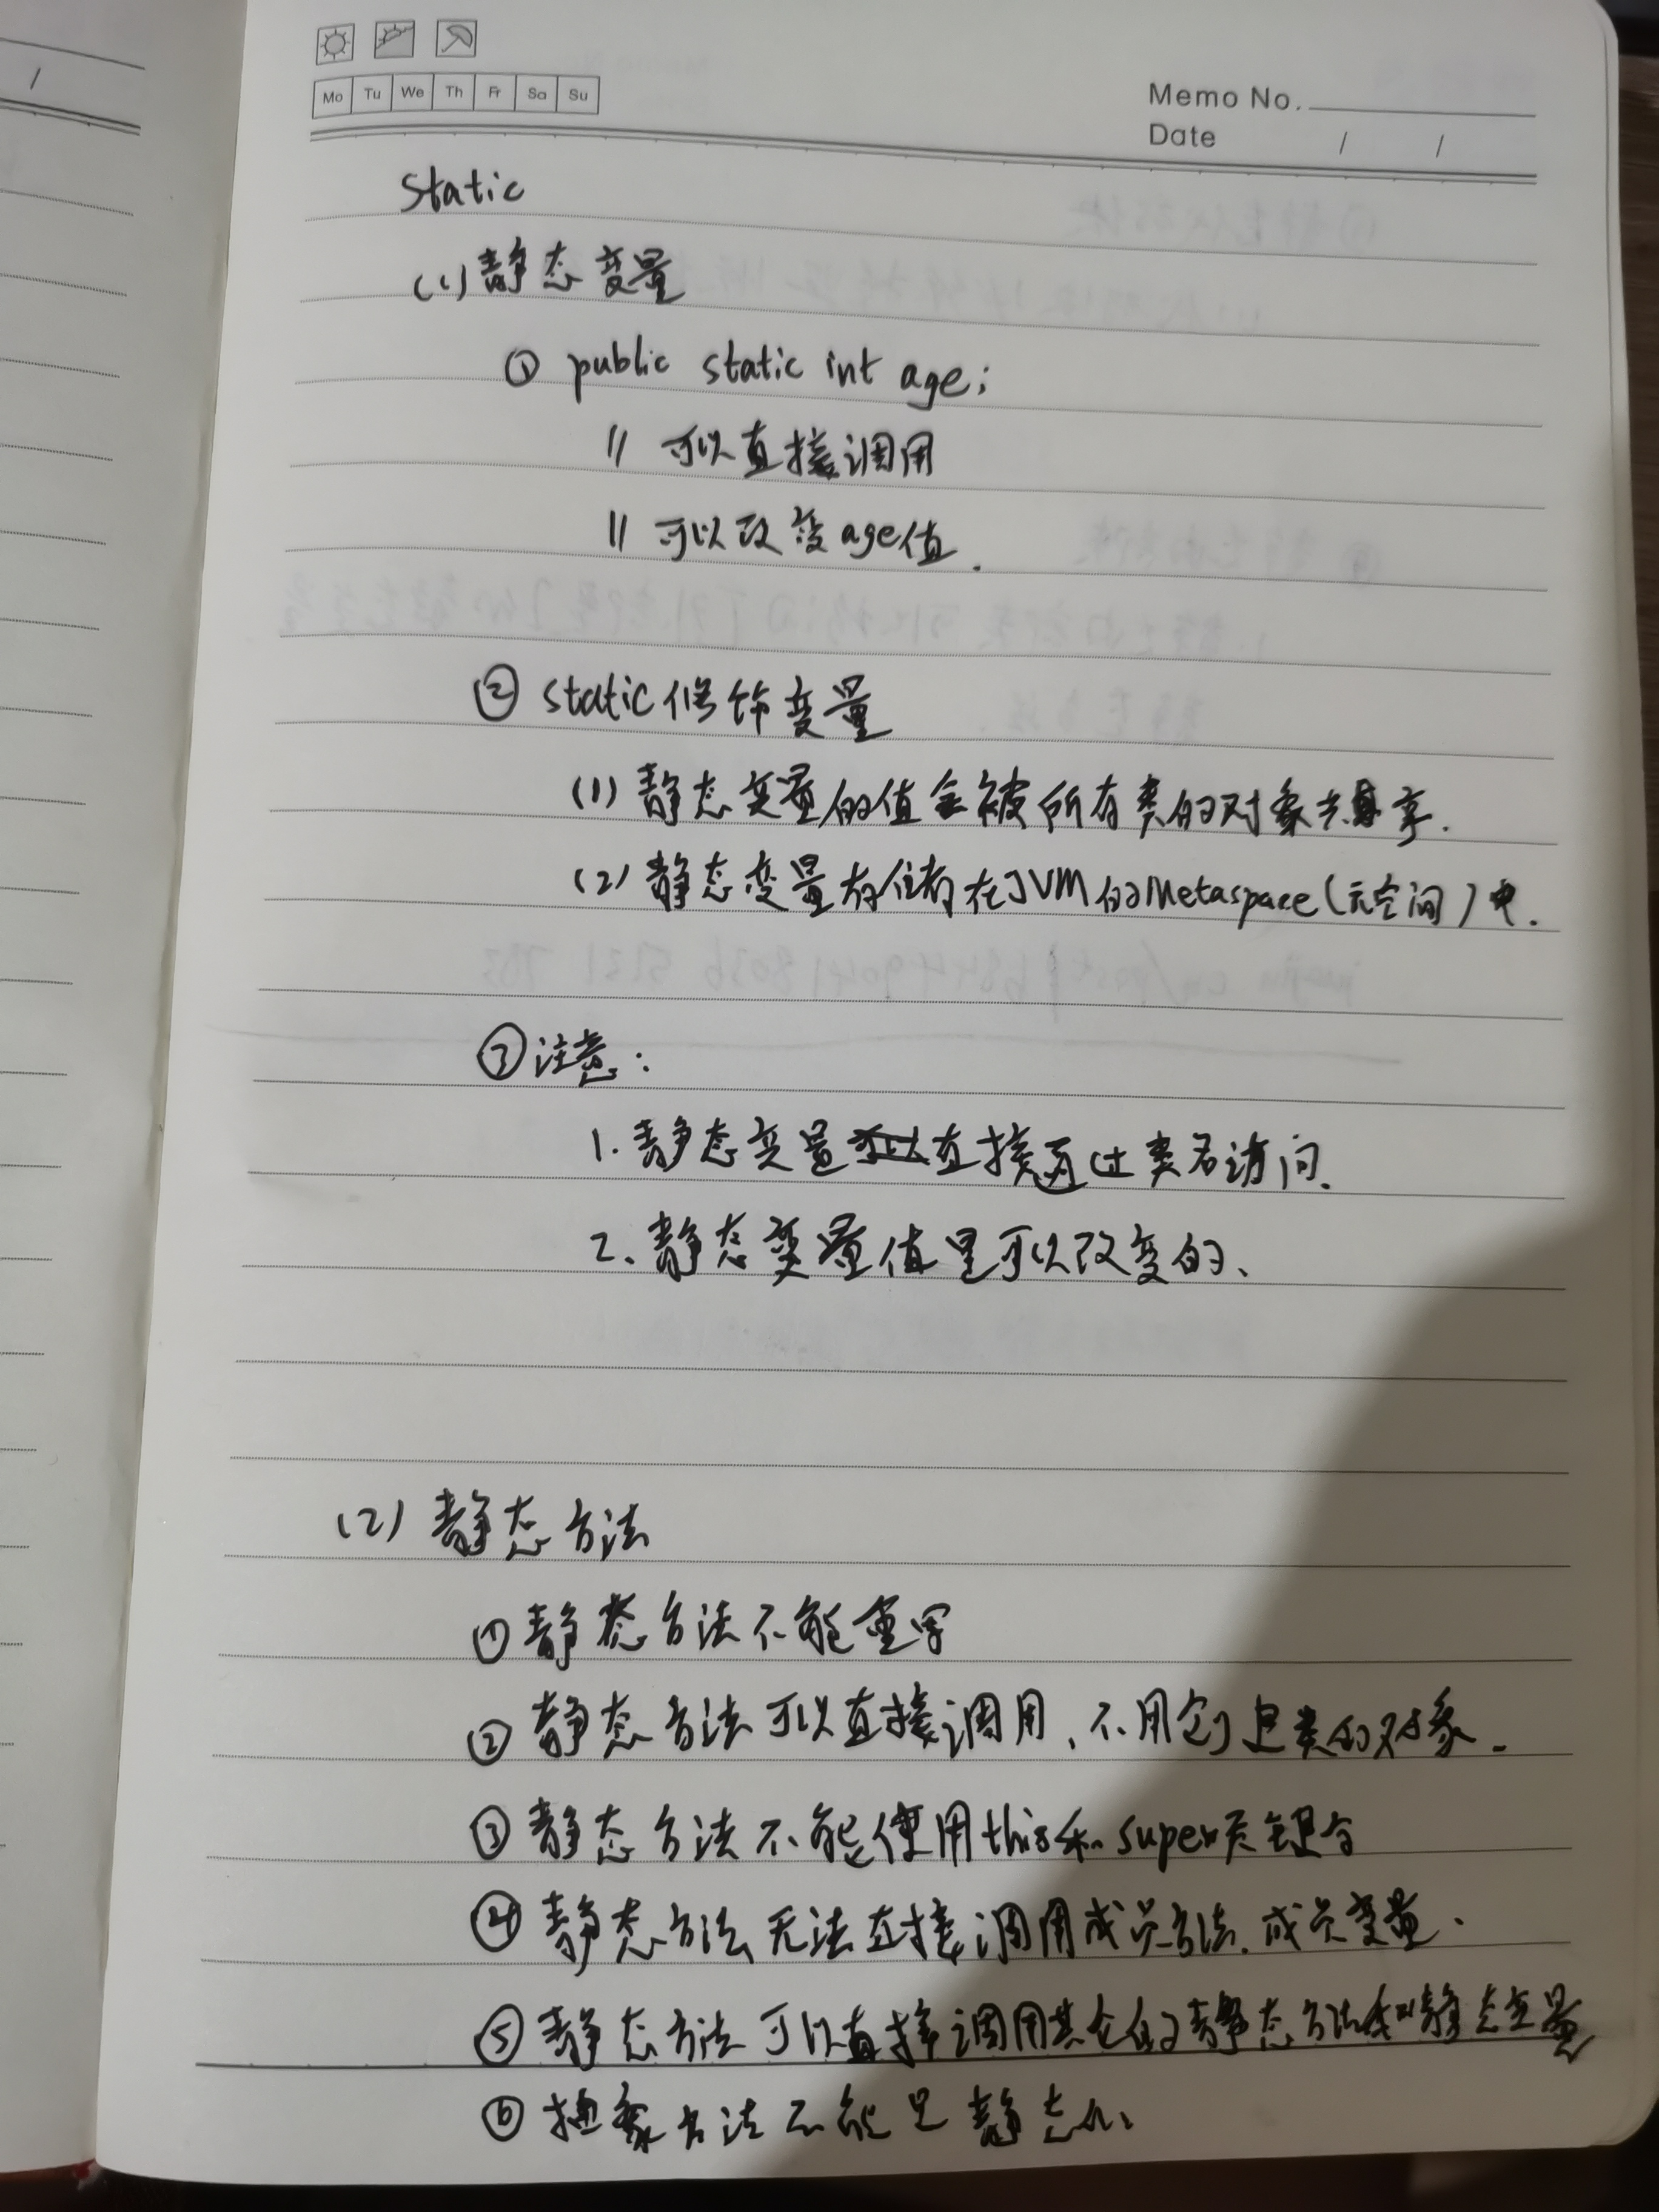 Mo Tu We Th Fr Sa Su
Memo No.
Date / /
Static
(1) 静态变量
① public static int age;
// 可以直接调用
// 可以改变age值.
② static修饰变量
(1) 静态变量的值会被所有类的对象共享.
(2) 静态变量存储在JVM的Metaspace(元空间)中.
③ 注意:
1. 静态变量可以直接通过类名访问.
2. 静态变量值是可以改变的、
(2) 静态方法
① 静态方法不能重写
② 静态方法可以直接调用、不用创建类的对象.
③ 静态方法不能使用this和super关键字
④ 静态方法无法直接调用成员方法、成员变量.
⑤ 静态方法可以直接调用其他的静态方法和静态变量
⑥ 抽象方法不能是静态的、